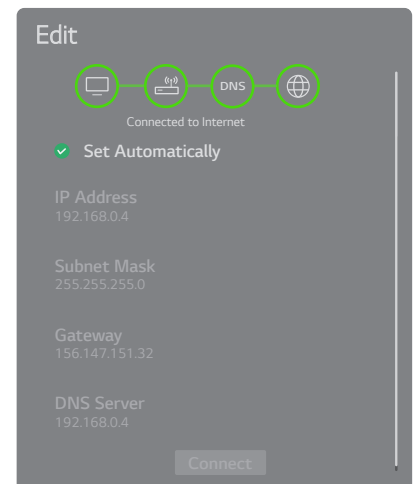 Edit
DNS
Connected to Internet
Set Automatically
IP Address
192.168.0.4
Subnet Mask
255.255.255.0
Gateway
156.147.151.32
DNS Server
192.168.0.4
Connect